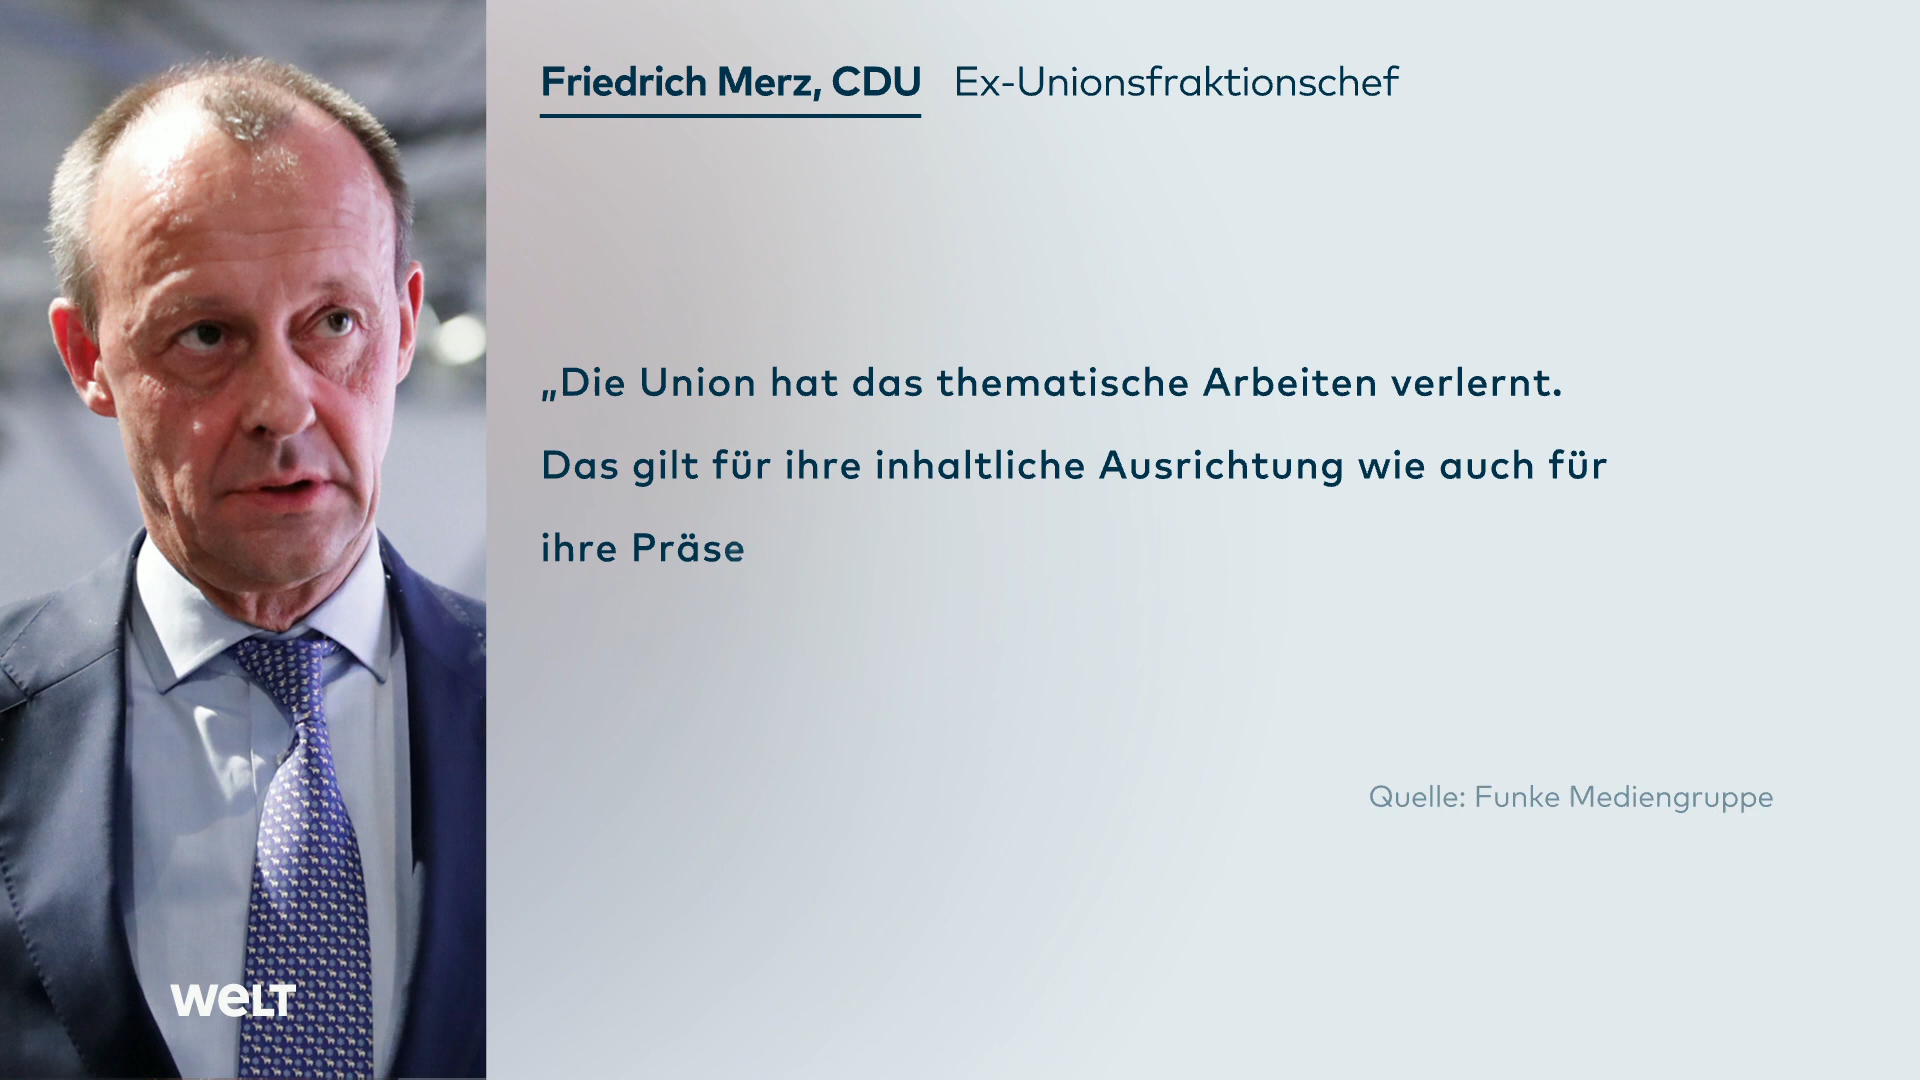 Friedrich Merz, CDU Ex-Unionsfraktionschef
„Die Union hat das thematische Arbeiten verlernt.
Das gilt für ihre inhaltliche Ausrichtung wie auch für
ihre Präse
Quelle: Funke Mediengruppe
WELT